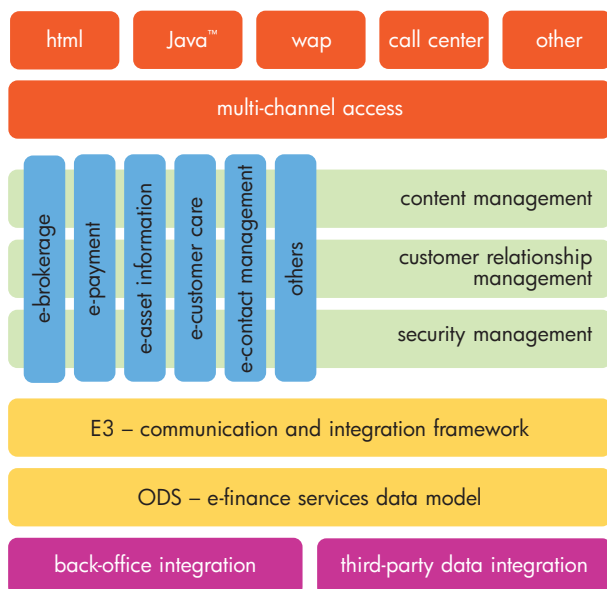 html
Java™
wap
call center
other
multi-channel access
e-brokerage
e-payment
e-asset information
e-customer care
e-contact management
others
content management
customer relationship
management
security management
E3 – communication and integration framework
ODS – e-finance services data model
back-office integration
third-party data integration